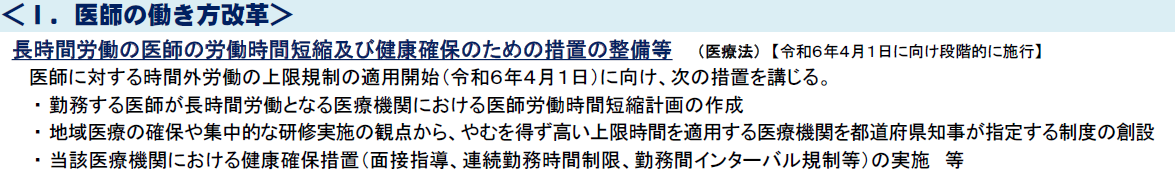 ＜Ⅰ．医師の働き方改革＞
長時間労働の医師の労働時間短縮及び健康確保のための措置の整備等　（医療法）【令和６年４月１日に向け段階的に施行】
医師に対する時間外労働の上限規制の適用開始（令和６年４月１日）に向け、次の措置を講じる。
・ 勤務する医師が長時間労働となる医療機関における医師労働時間短縮計画の作成
・ 地域医療の確保や集中的な研修実施の観点から、やむを得ず高い上限時間を適用する医療機関を都道府県知事が指定する制度の創設
・ 当該医療機関における健康確保措置（面接指導、連続勤務時間制限、勤務間インターバル規制等）の実施　等